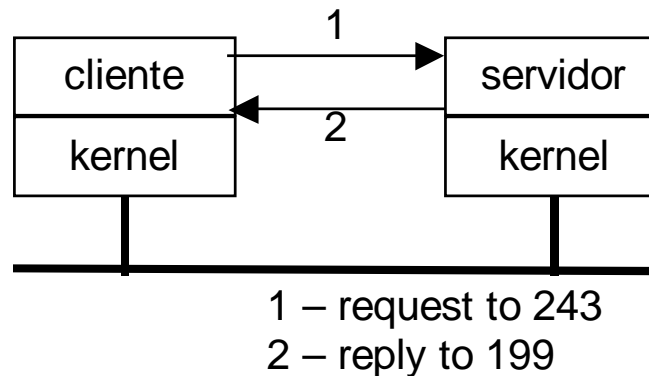 1
cliente servidor
2
kernel kernel
1 – request to 243
2 – reply to 199